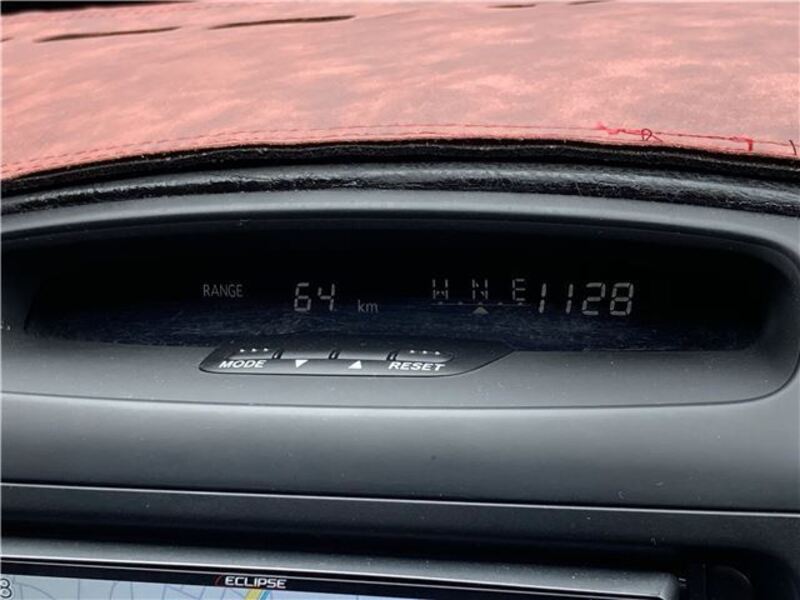 RANGE 64 km W N E 1128
MODE ▼ ▲ RESET
ECLIPSE